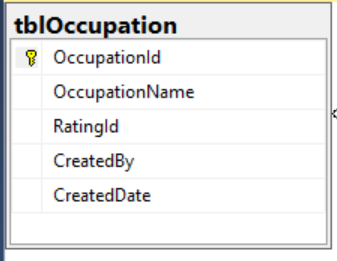 tblOccupation
OccupationId
OccupationName
RatingId
CreatedBy
CreatedDate